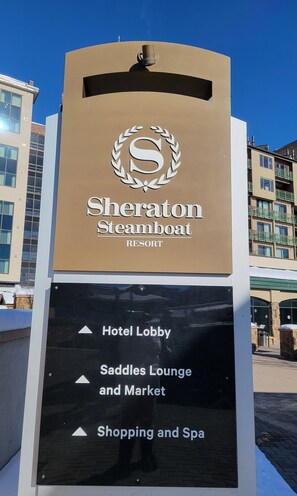 S
Sheraton
Steamboat
RESORT
Hotel Lobby
Saddles Lounge
and Market
Shopping and Spa